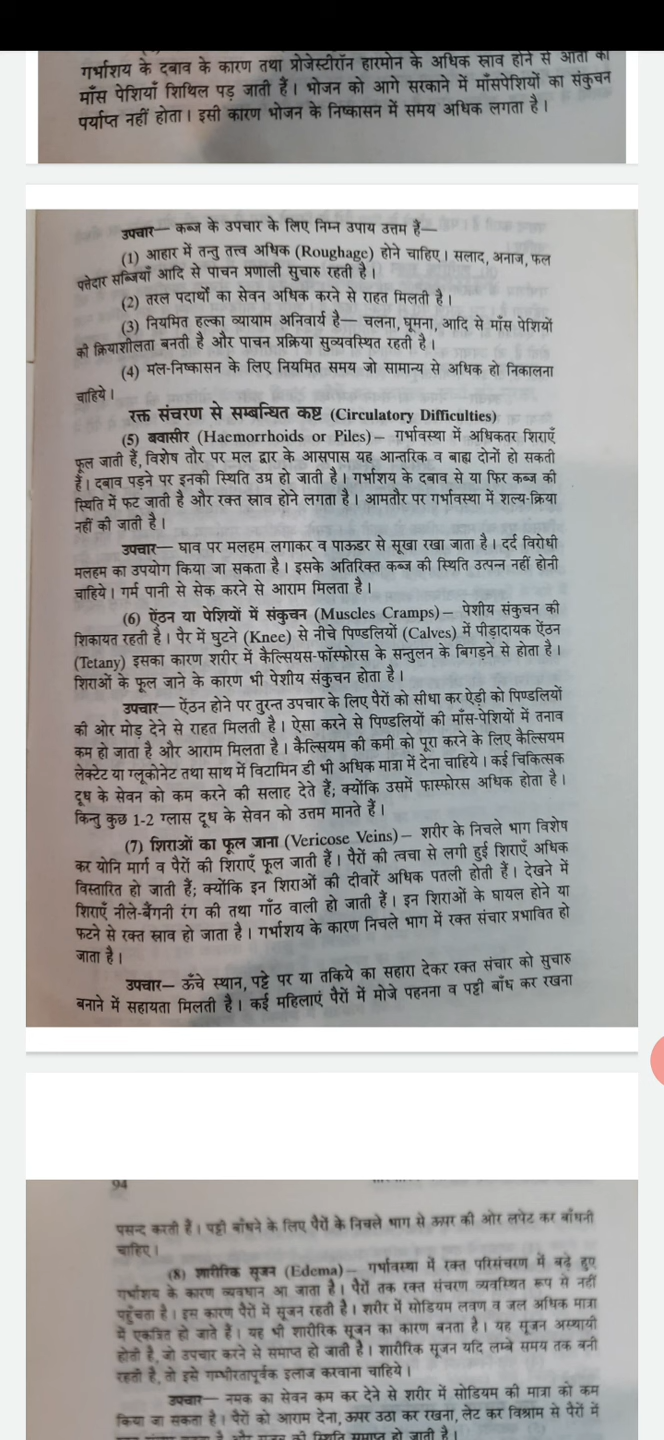 गर्भाशय के दबाव के कारण तथा प्रोजेस्टीरॉन हारमोन के अधिक स्राव होने से आंतों की
माँस पेशियाँ शिथिल पड़ जाती हैं। भोजन को आगे सरकाने में माँसपेशियों का संकुचन
पर्याप्त नहीं होता। इसी कारण भोजन के निष्कासन में समय अधिक लगता है।
उपचार— कब्ज के उपचार के लिए निम्न उपाय उत्तम हैं—
(1) आहार में तन्तु तत्त्व अधिक (Roughage) होने चाहिए। सलाद, अनाज, फल
पत्तेदार सब्जियाँ आदि से पाचन प्रणाली सुचारु रहती है।
(2) तरल पदार्थों का सेवन अधिक करने से राहत मिलती है।
(3) नियमित हल्का व्यायाम अनिवार्य है— चलना, घूमना, आदि से माँस पेशियों
की क्रियाशीलता बनती है और पाचन प्रक्रिया सुव्यवस्थित रहती है।
(4) मल-निष्कासन के लिए नियमित समय जो सामान्य से अधिक हो निकालना
चाहिये।
रक्त संचरण से सम्बन्धित कष्ट (Circulatory Difficulties)
(5) बवासीर (Haemorrhoids or Piles)— गर्भावस्था में अधिकतर शिराएँ
फूल जाती हैं, विशेष तौर पर मल द्वार के आसपास यह आन्तरिक व बाह्य दोनों हो सकती
हैं। दबाव पड़ने पर इनकी स्थिति उग्र हो जाती है। गर्भाशय के दबाव से या फिर कब्ज की
स्थिति में फट जाती है और रक्त स्राव होने लगता है। आमतौर पर गर्भावस्था में शल्य-क्रिया
नहीं की जाती है।
उपचार— घाव पर मलहम लगाकर व पाऊडर से सूखा रखा जाता है। दर्द विरोधी
मलहम का उपयोग किया जा सकता है। इसके अतिरिक्त कब्ज की स्थिति उत्पन्न नहीं होनी
चाहिये। गर्म पानी से सेक करने से आराम मिलता है।
(6) ऐंठन या पेशियों में संकुचन (Muscles Cramps)— पेशीय संकुचन की
शिकायत रहती है। पैर में घुटने (Knee) से नीचे पिण्डलियों (Calves) में पीड़ादायक ऐंठन
(Tetany) इसका कारण शरीर में कैल्सियस-फॉस्फोरस के सन्तुलन के बिगड़ने से होता है।
शिराओं के फूल जाने के कारण भी पेशीय संकुचन होता है।
उपचार— ऐंठन होने पर तुरन्त उपचार के लिए पैरों को सीधा कर ऐड़ी को पिण्डलियों
की ओर मोड़ देने से राहत मिलती है। ऐसा करने से पिण्डलियों की माँस-पेशियों में तनाव
कम हो जाता है और आराम मिलता है। कैल्सियम की कमी को पूरा करने के लिए कैल्सियम
लेक्टेट या ग्लूकोनेट तथा साथ में विटामिन डी भी अधिक मात्रा में देना चाहिये। कई चिकित्सक
दूध के सेवन को कम करने की सलाह देते हैं; क्योंकि उसमें फास्फोरस अधिक होता है।
किन्तु कुछ 1-2 ग्लास दूध के सेवन को उत्तम मानते हैं।
(7) शिराओं का फूल जाना (Vericose Veins)— शरीर के निचले भाग विशेष
कर योनि मार्ग व पैरों की शिराएँ फूल जाती हैं। पैरों की त्वचा से लगी हुई शिराएँ अधिक
विस्तारित हो जाती हैं; क्योंकि इन शिराओं की दीवारें अधिक पतली होती हैं। देखने में
शिराएँ नीले-बैंगनी रंग की तथा गाँठ वाली हो जाती हैं। इन शिराओं के घायल होने या
फटने से रक्त स्राव हो जाता है। गर्भाशय के कारण निचले भाग में रक्त संचार प्रभावित हो
जाता है।
उपचार— ऊँचे स्थान, पट्टे पर या तकिये का सहारा देकर रक्त संचार को सुचारु
बनाने में सहायता मिलती है। कई महिलाएं पैरों में मोजे पहनना व पट्टी बाँध कर रखना
94
पसन्द करती हैं। पट्टी बाँधने के लिए पैरों के निचले भाग से ऊपर की ओर लपेट कर बाँधनी
चाहिए।
(8) शारीरिक सूजन (Edema)— गर्भावस्था में रक्त परिसंचरण में बढ़े हुए
गर्भाशय के कारण व्यवधान आ जाता है। पैरों तक रक्त संचरण व्यवस्थित रूप से नहीं
पहुँचता है। इस कारण पैरों में सूजन रहती है। शरीर में सोडियम लवण व जल अधिक मात्रा
में एकत्रित हो जाते हैं। यह भी शारीरिक सूजन का कारण बनता है। यह सूजन अस्थायी
होती है, जो उपचार करने से समाप्त हो जाती है। शारीरिक सूजन यदि लम्बे समय तक बनी
रहती है, तो इसे गम्भीरतापूर्वक इलाज करवाना चाहिये।
उपचार— नमक का सेवन कम कर देने से शरीर में सोडियम की मात्रा को कम
किया जा सकता है। पैरों को आराम देना, ऊपर उठा कर रखना, लेट कर विश्राम से पैरों में
स्थिति समाप्त हो जाती है।